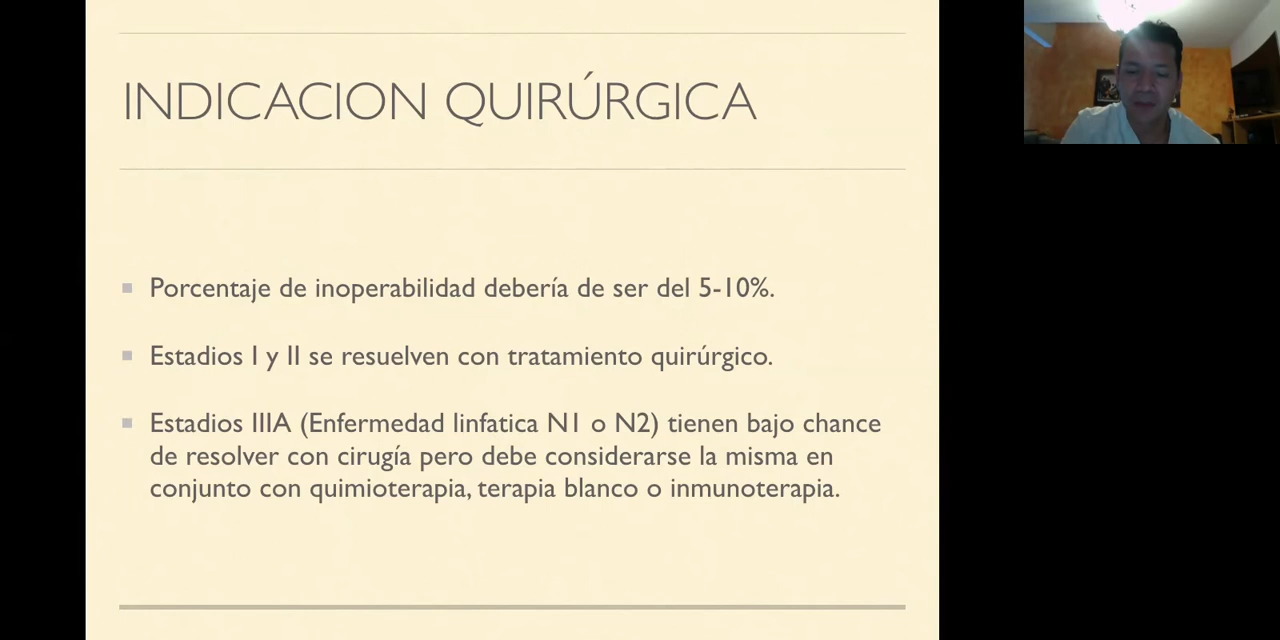 INDICACION QUIRÚRGICA
Porcentaje de inoperabilidad debería de ser del 5-10%.
Estadios I y II se resuelven con tratamiento quirúrgico.
Estadios IIIA (Enfermedad linfatica N1 o N2) tienen bajo chance
de resolver con cirugía pero debe considerarse la misma en
conjunto con quimioterapia, terapia blanco o inmunoterapia.